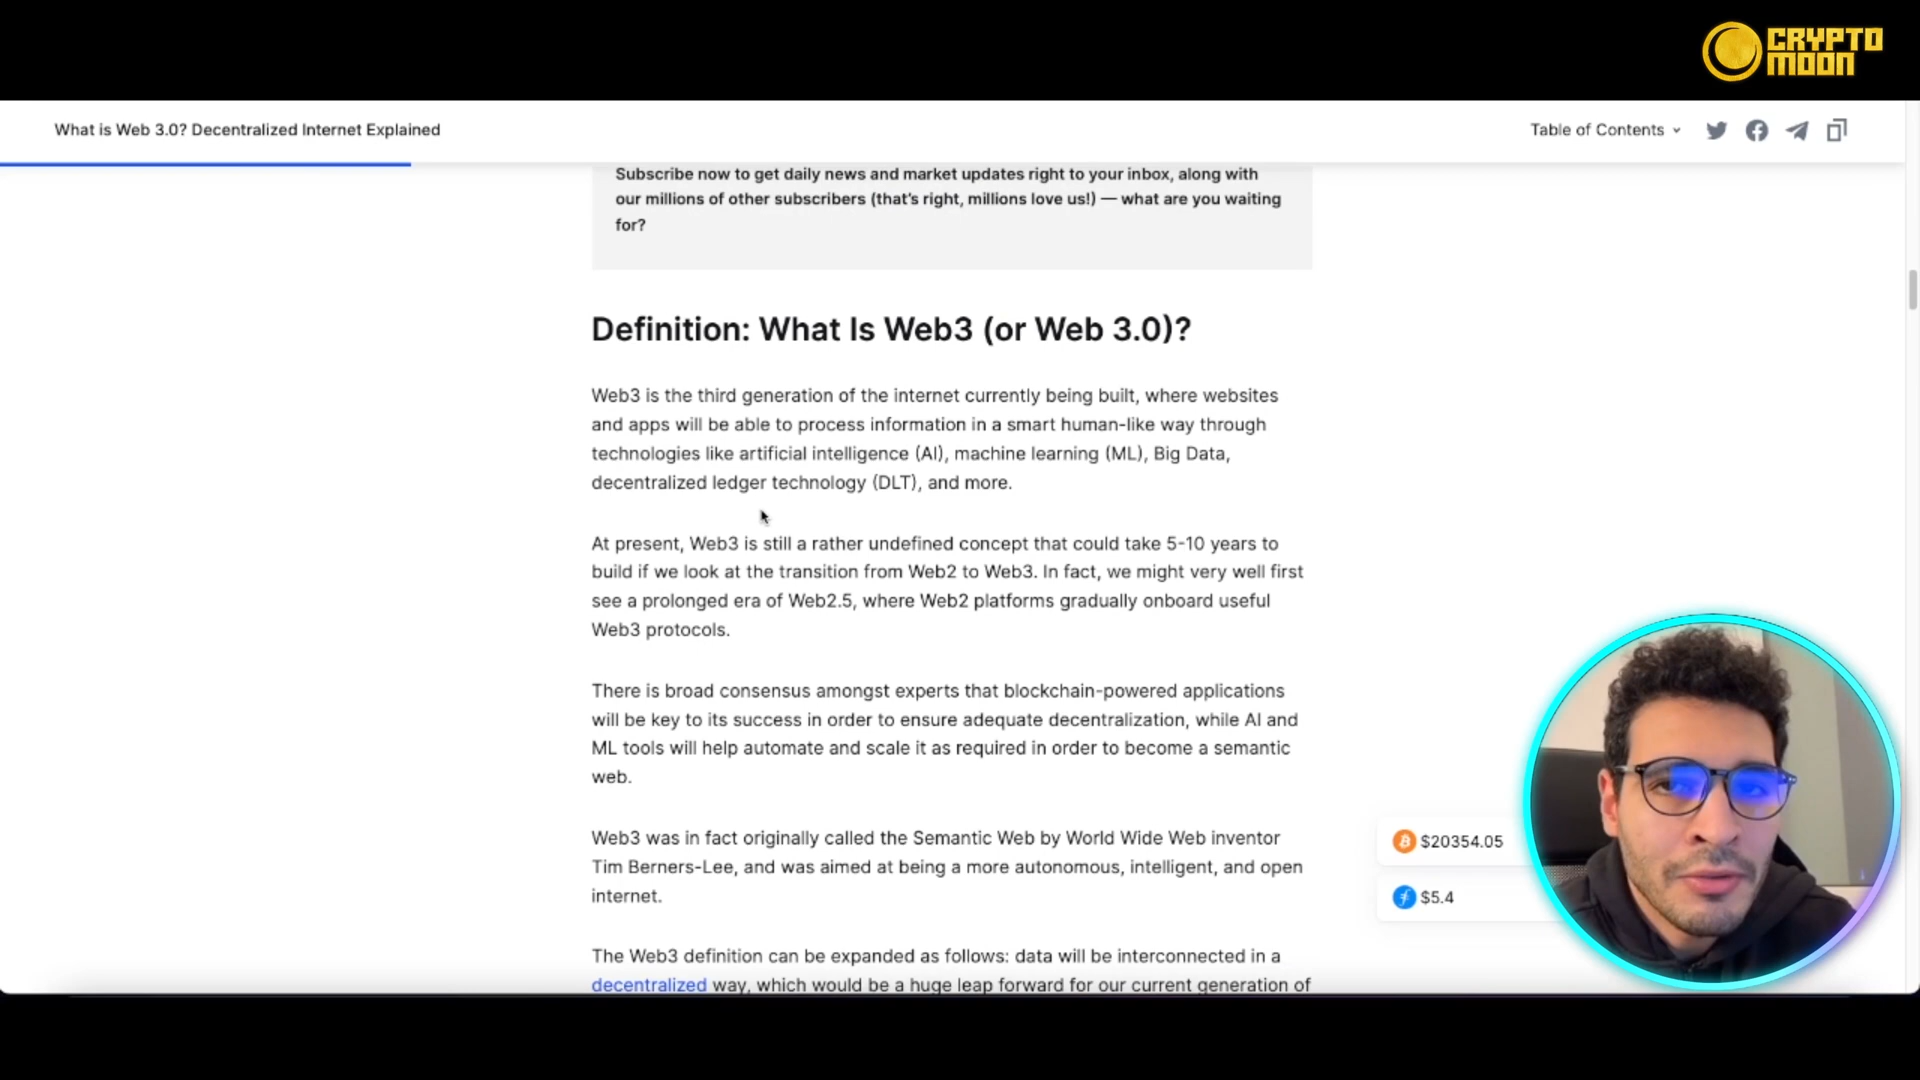 CRYPTO
MOON
What is Web 3.0? Decentralized Internet Explained
Table of Contents
Subscribe now to get daily news and market updates right to your inbox, along with
our millions of other subscribers (that’s right, millions love us!) — what are you waiting
for?
Definition: What Is Web3 (or Web 3.0)?
Web3 is the third generation of the internet currently being built, where websites
and apps will be able to process information in a smart human-like way through
technologies like artificial intelligence (AI), machine learning (ML), Big Data,
decentralized ledger technology (DLT), and more.
At present, Web3 is still a rather undefined concept that could take 5-10 years to
build if we look at the transition from Web2 to Web3. In fact, we might very well first
see a prolonged era of Web2.5, where Web2 platforms gradually onboard useful
Web3 protocols.
There is broad consensus amongst experts that blockchain-powered applications
will be key to its success in order to ensure adequate decentralization, while AI and
ML tools will help automate and scale it as required in order to become a semantic
web.
Web3 was in fact originally called the Semantic Web by World Wide Web inventor
Tim Berners-Lee, and was aimed at being a more autonomous, intelligent, and open
internet.
$20354.05
$5.4
The Web3 definition can be expanded as follows: data will be interconnected in a
decentralized way, which would be a huge leap forward for our current generation of